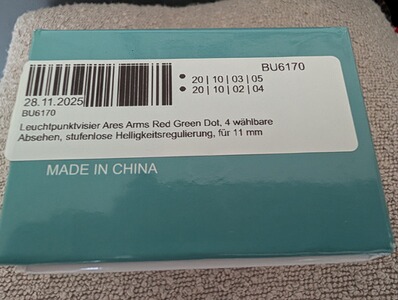 BU6170
20 | 10 | 03 | 05
20 | 10 | 02 | 04
28.11.2025
BU6170
Leuchtpunktvisier Ares Arms Red Green Dot, 4 wählbare
Absehen, stufenlose Helligkeitsregulierung, für 11 mm
MADE IN CHINA